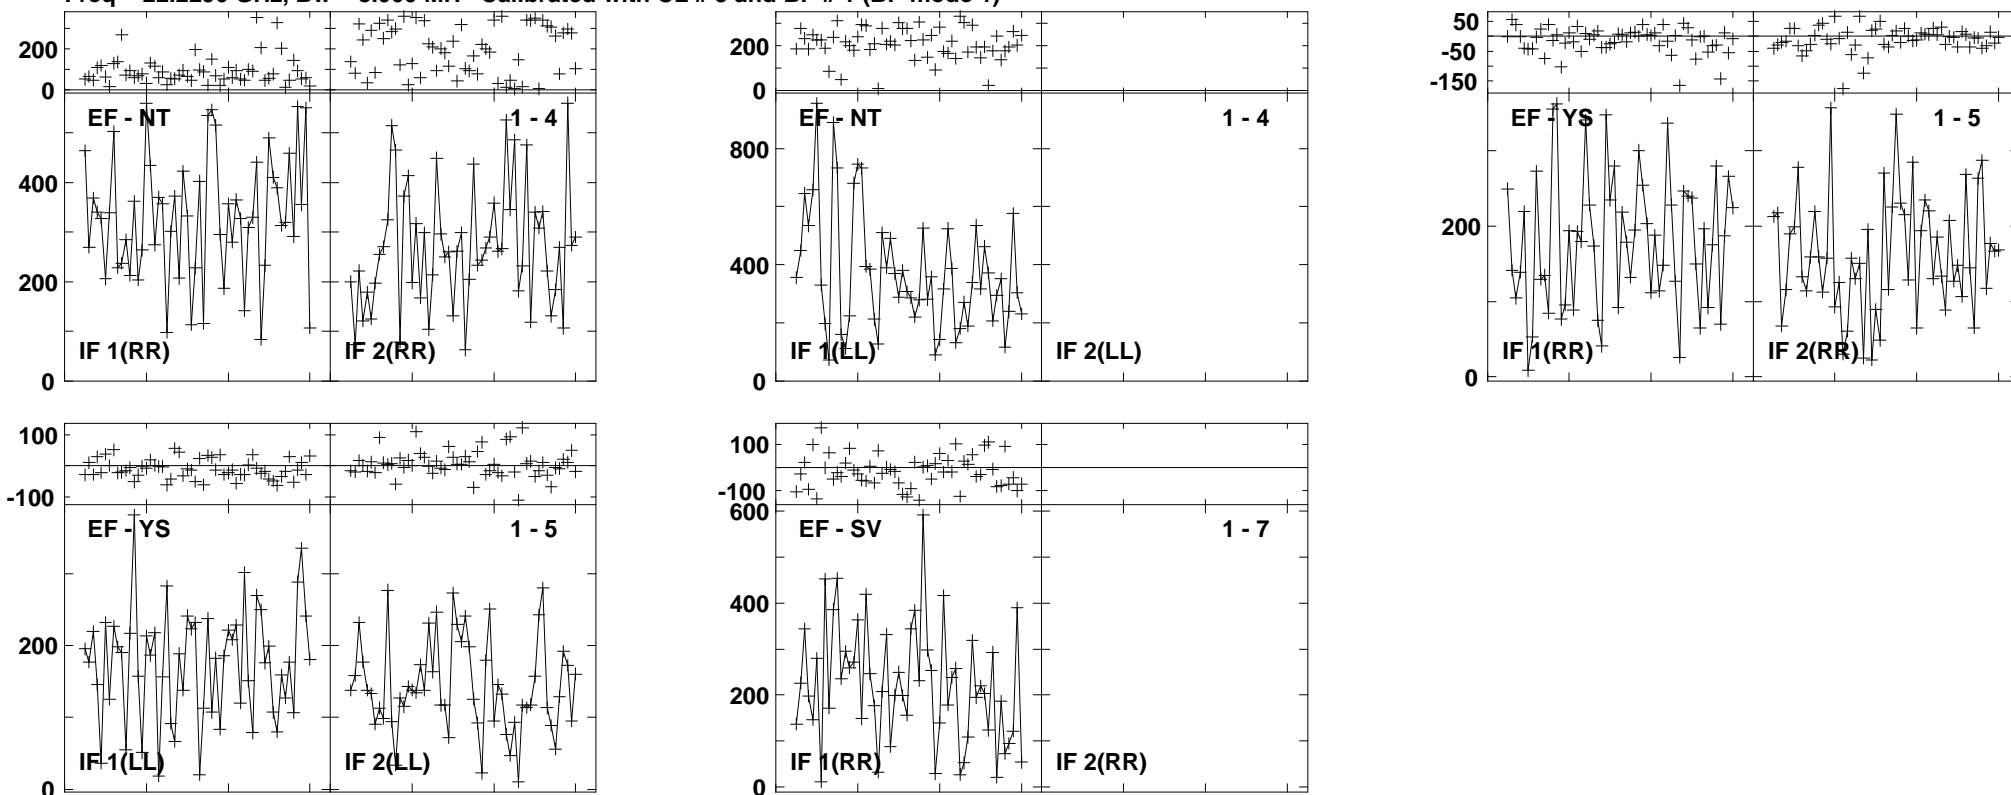 200
0
EF - NT
1 - 4
400
200
0
IF 1(RR)
IF 2(RR)
200
0
EF - NT
1 - 4
800
400
0
IF 1(LL)
IF 2(LL)
50
-50
-150
EF - YS
1 - 5
200
0
IF 1(RR)
IF 2(RR)
100
-100
EF - YS
1 - 5
200
0
IF 1(LL)
IF 2(LL)
100
-100
600
EF - SV
1 - 7
400
200
0
IF 1(RR)
IF 2(RR)